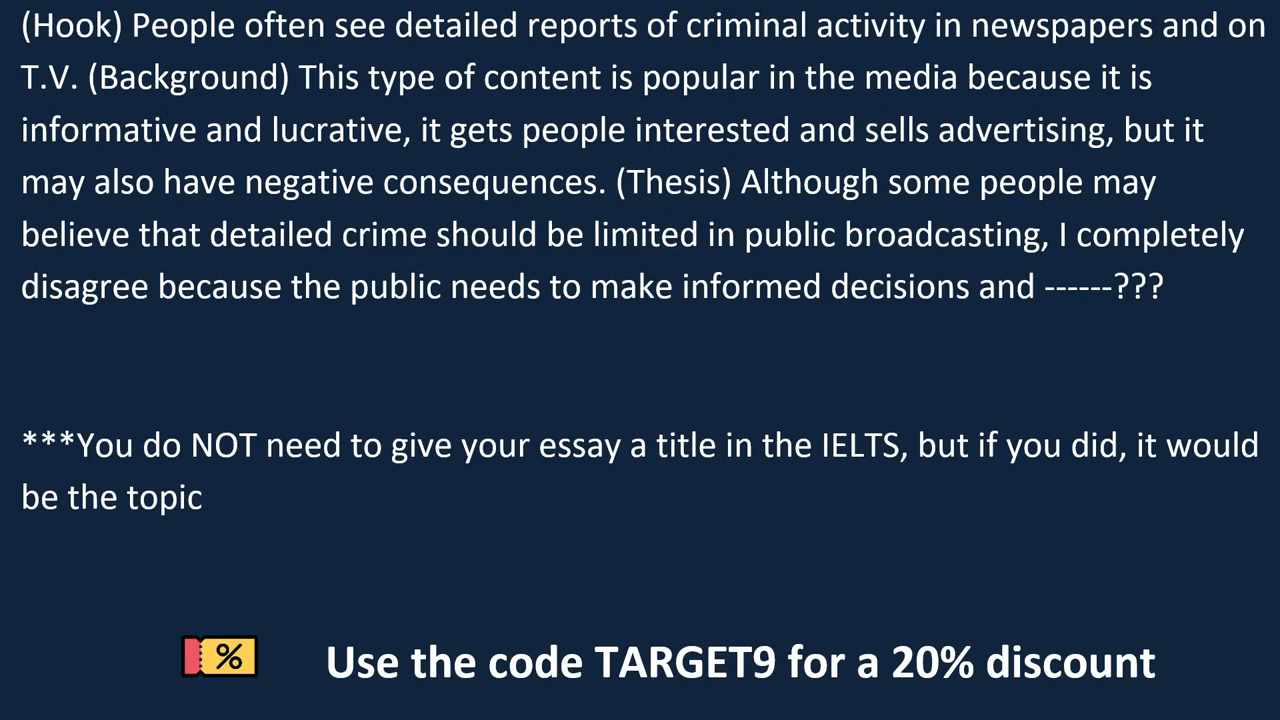 (Hook) People often see detailed reports of criminal activity in newspapers and on
T.V. (Background) This type of content is popular in the media because it is
informative and lucrative, it gets people interested and sells advertising, but it
may also have negative consequences. (Thesis) Although some people may
believe that detailed crime should be limited in public broadcasting, I completely
disagree because the public needs to make informed decisions and ------???
***You do NOT need to give your essay a title in the IELTS, but if you did, it would
be the topic
% Use the code TARGET9 for a 20% discount